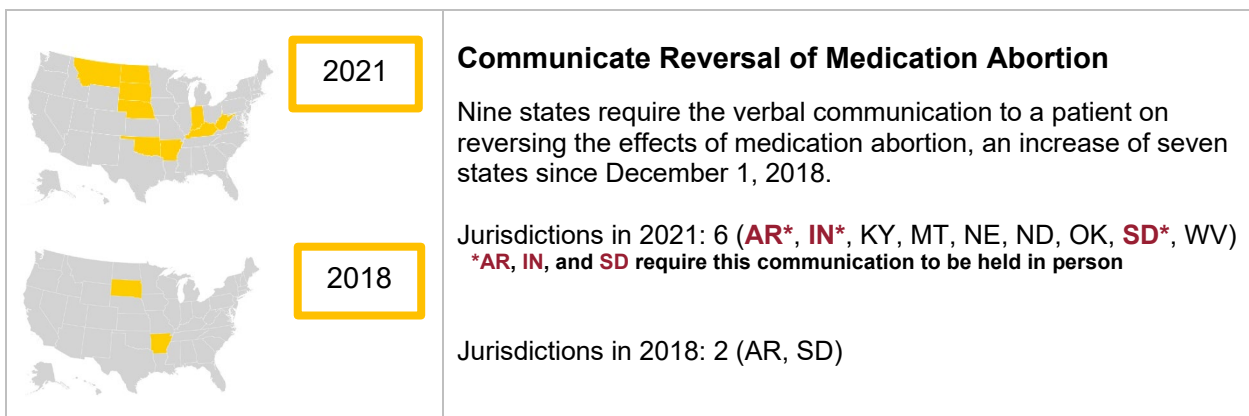 2021
Communicate Reversal of Medication Abortion
Nine states require the verbal communication to a patient on
reversing the effects of medication abortion, an increase of seven
states since December 1, 2018.
Jurisdictions in 2021: 6 (AR*, IN*, KY, MT, NE, ND, OK, SD*, WV)
*AR, IN, and SD require this communication to be held in person
2018
Jurisdictions in 2018: 2 (AR, SD)